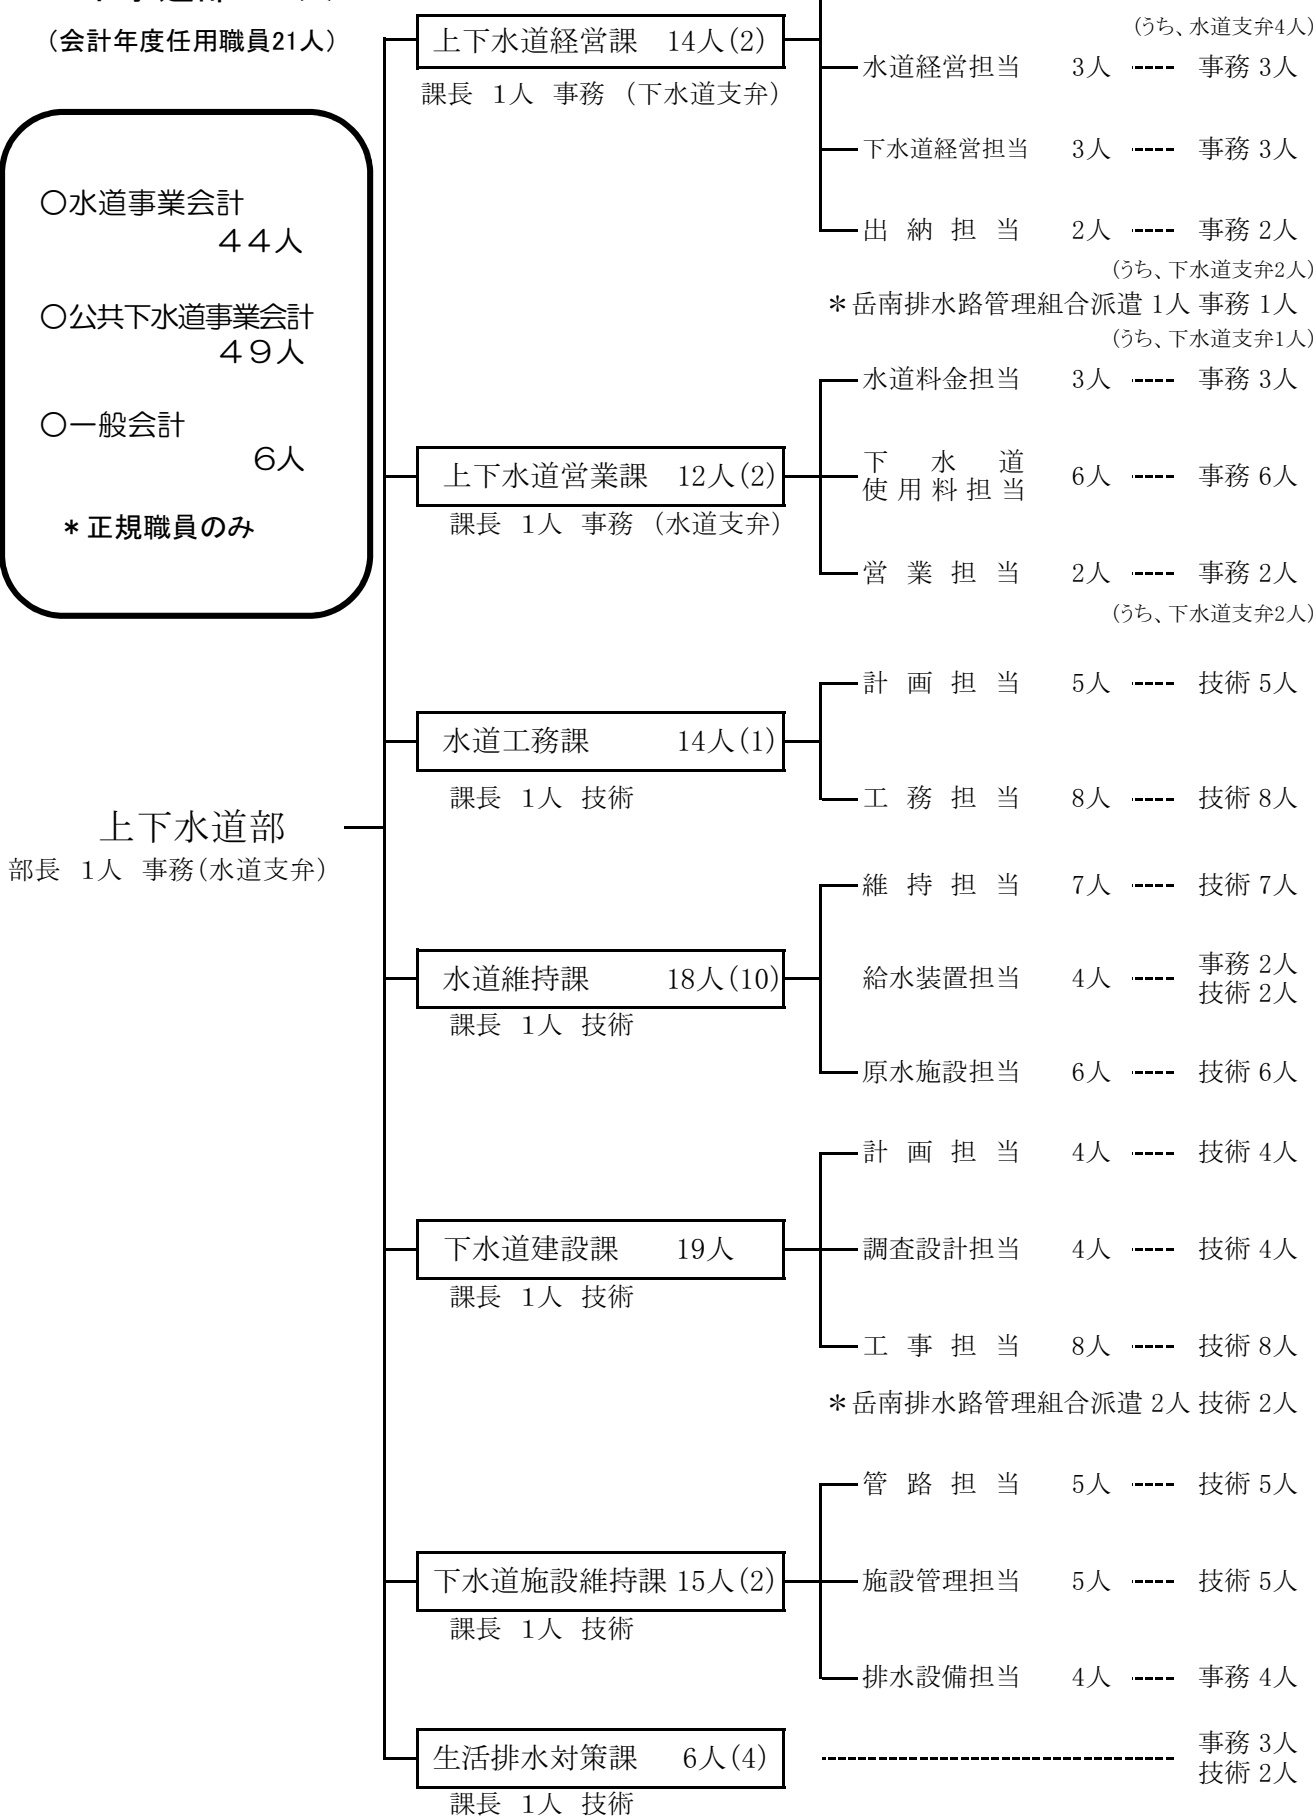 (会計年度任用職員21人)
○水道事業会計
44人
○公共下水道事業会計
49人
○一般会計
6人
*正規職員のみ
上下水道部
部長 1人 事務(水道支弁)
上下水道経営課 14人(2)
課長 1人 事務 (下水道支弁)
(うち、水道支弁4人)
水道経営担当 3人 ---- 事務 3人
下水道経営担当 3人 ---- 事務 3人
出納担当 2人 ---- 事務 2人
(うち、下水道支弁2人)
*岳南排水路管理組合派遣 1人 事務 1人
(うち、下水道支弁1人)
上下水道営業課 12人(2)
課長 1人 事務 (水道支弁)
水道料金担当 3人 ---- 事務 3人
下水道
使用料担当 6人 ---- 事務 6人
営業担当 2人 ---- 事務 2人
(うち、下水道支弁2人)
水道工務課 14人(1)
課長 1人 技術
計画担当 5人 ---- 技術 5人
工務担当 8人 ---- 技術 8人
水道維持課 18人(10)
課長 1人 技術
維持担当 7人 ---- 技術 7人
給水装置担当 4人 ---- 事務 2人
技術 2人
原水施設担当 6人 ---- 技術 6人
下水道建設課 19人
課長 1人 技術
計画担当 4人 ---- 技術 4人
調査設計担当 4人 ---- 技術 4人
工事担当 8人 ---- 技術 8人
*岳南排水路管理組合派遣 2人 技術 2人
下水道施設維持課 15人(2)
課長 1人 技術
管路担当 5人 ---- 技術 5人
施設管理担当 5人 ---- 技術 5人
排水設備担当 4人 ---- 事務 4人
生活排水対策課 6人(4)
課長 1人 技術
事務 3人
技術 2人